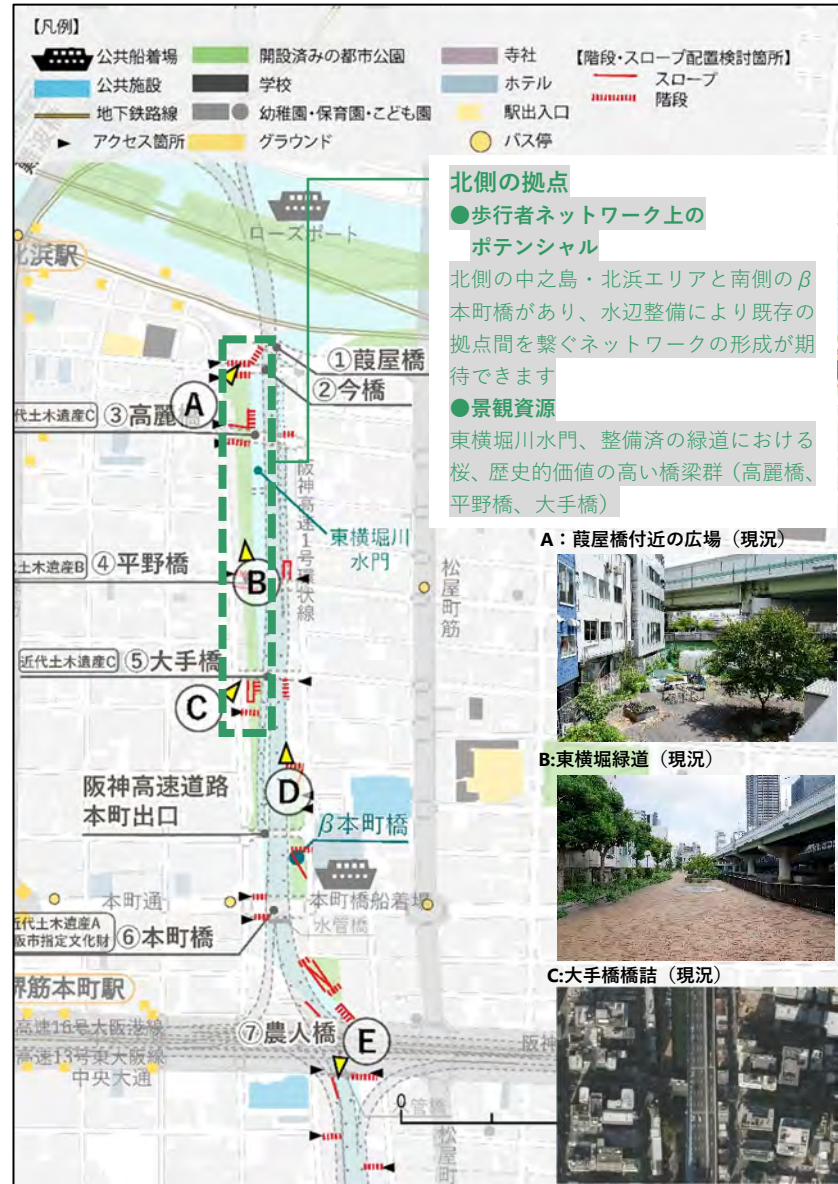 【凡例】
公共船着場
開設済みの都市公園
寺社
【階段・スロープ配置検討箇所】
公共施設
学校
ホテル
スロープ
地下鉄路線
幼稚園・保育園・こども園
駅出入口
階段
アクセス箇所
グラウンド
バス停
北側の拠点
●歩行者ネットワーク上の
ポテンシャル
北側の中之島・北浜エリアと南側のβ
本町橋があり、水辺整備により既存の
拠点間を繋ぐネットワークの形成が期
待できます
●景観資源
東横堀川水門、整備済の緑道における
桜、歴史的価値の高い橋梁群（高麗橋、
平野橋、大手橋）
ローズポート
北浜駅
①葭屋橋
②今橋
A
代土木遺産C ③高麗橋
阪神高速1号環状線
東横堀川
水門
松屋町筋
代土木遺産B ④平野橋
B
近代土木遺産C ⑤大手橋
C
D
阪神高速道路
本町出口
β本町橋
本町通
本町橋船着場
水管橋
近代土木遺産A
阪市指定文化財 ⑥本町橋
堺筋本町駅
高速16号大阪港線
高速13号東大阪線
中央大通
⑦農人橋
E
阪神
0
水管橋
松屋町
A：葭屋橋付近の広場（現況）
B:東横堀緑道（現況）
C:大手橋橋詰（現況）